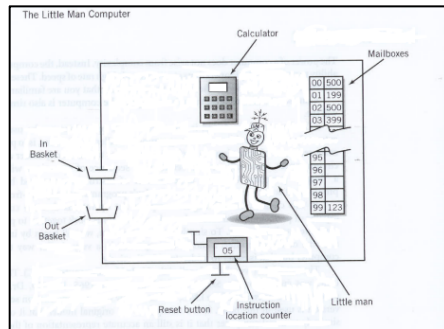 The Little Man Computer
Calculator
Mailboxes
00 500
01 199
02 500
03 399
95
96
97
98
99 123
In
Basket
Out
Basket
05
Reset button
Instruction
location counter
Little man